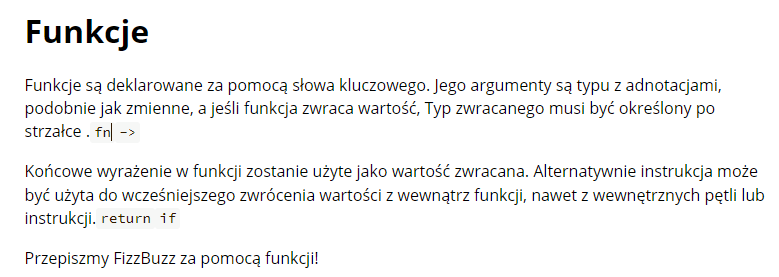 Funkcje
Funkcje są deklarowane za pomocą słowa kluczowego. Jego argumenty są typu z adnotacjami,
podobnie jak zmienne, a jeśli funkcja zwraca wartość, Typ zwracanego musi być określony po
strzałce . fn ->
Końcowe wyrażenie w funkcji zostanie użyte jako wartość zwracana. Alternatywnie instrukcja może
być użyta do wcześniejszego zwrócenia wartości z wewnątrz funkcji, nawet z wewnętrznych pętli lub
instrukcji. return if
Przepiszmy FizzBuzz za pomocą funkcji!